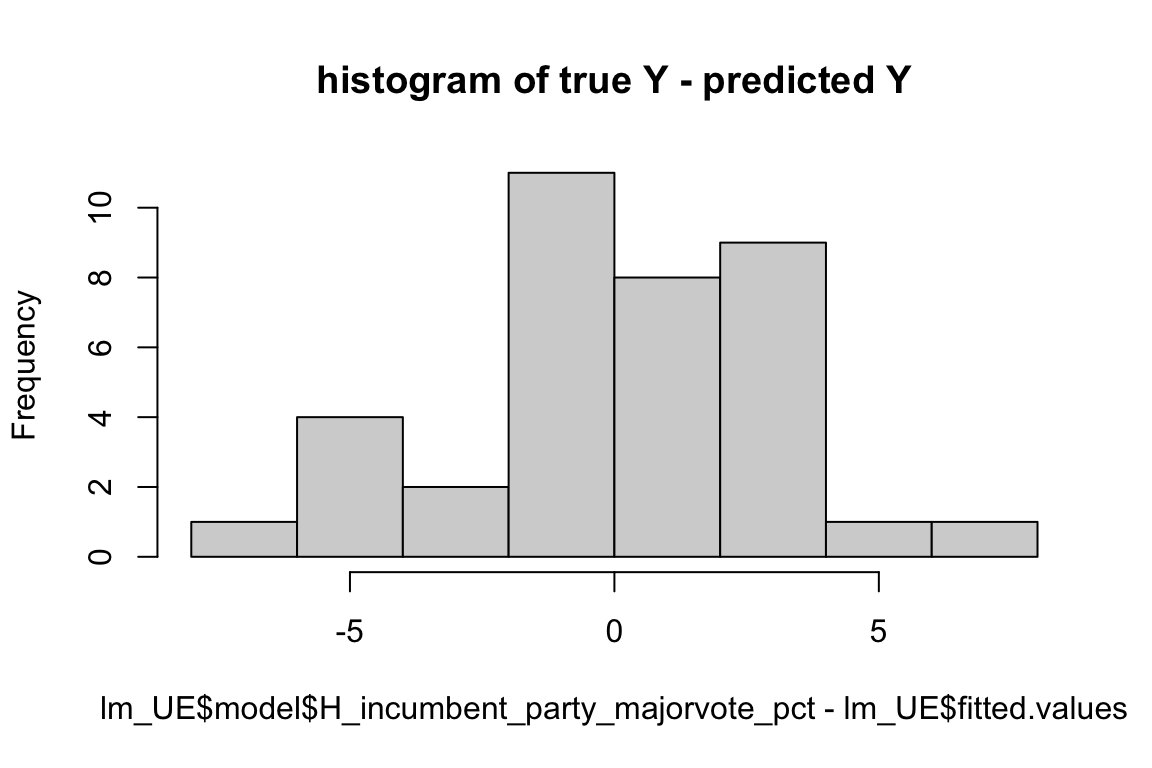 histogram of true Y - predicted Y
Frequency
10
8
6
4
2
0
-5 0 5
lm_UE$model$H_incumbent_party_majorvote_pct - lm_UE$fitted.values